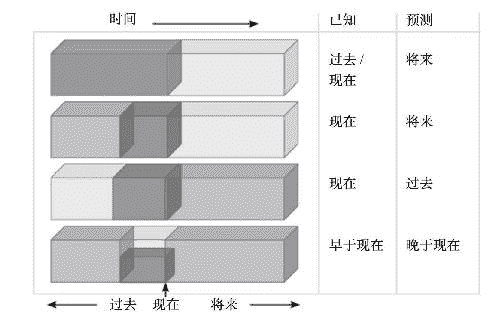 时间 已知 预测
过去 / 现在 将来
现在 将来
现在 过去
早于现在 晚于现在
过去 现在 将来